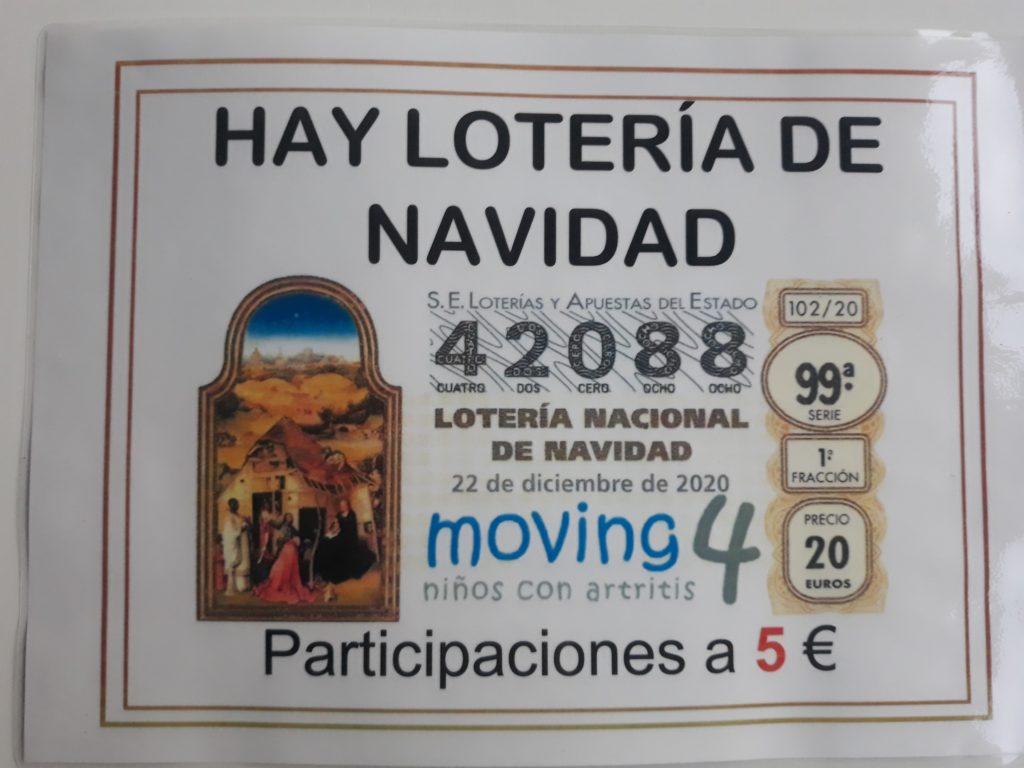 HAY LOTERÍA DE
NAVIDAD
S.E. LOTERÍAS Y APUESTAS DEL ESTADO
42088
CUATRO DOS CERO OCHO OCHO
LOTERÍA NACIONAL
DE NAVIDAD
22 de diciembre de 2020
moving 4
niños con artritis
102/20
99ª
SERIE
1ª
FRACCIÓN
PRECIO
20
EUROS
Participaciones a 5 €